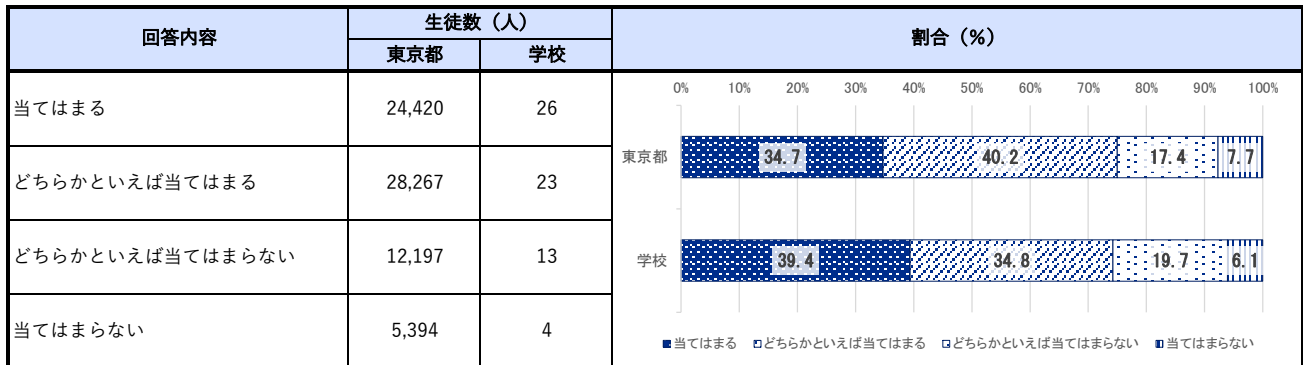 回答内容
生徒数（人）
割合（%）
東京都
学校
当てはまる
24,420
26
どちらかといえば当てはまる
28,267
23
どちらかといえば当てはまらない
12,197
13
当てはまらない
5,394
4
0% 10% 20% 30% 40% 50% 60% 70% 80% 90% 100%
東京都 34.7 40.2 17.4 7.7
学校 39.4 34.8 19.7 6.1
当てはまる どちらかといえば当てはまる どちらかといえば当てはまらない 当てはまらない